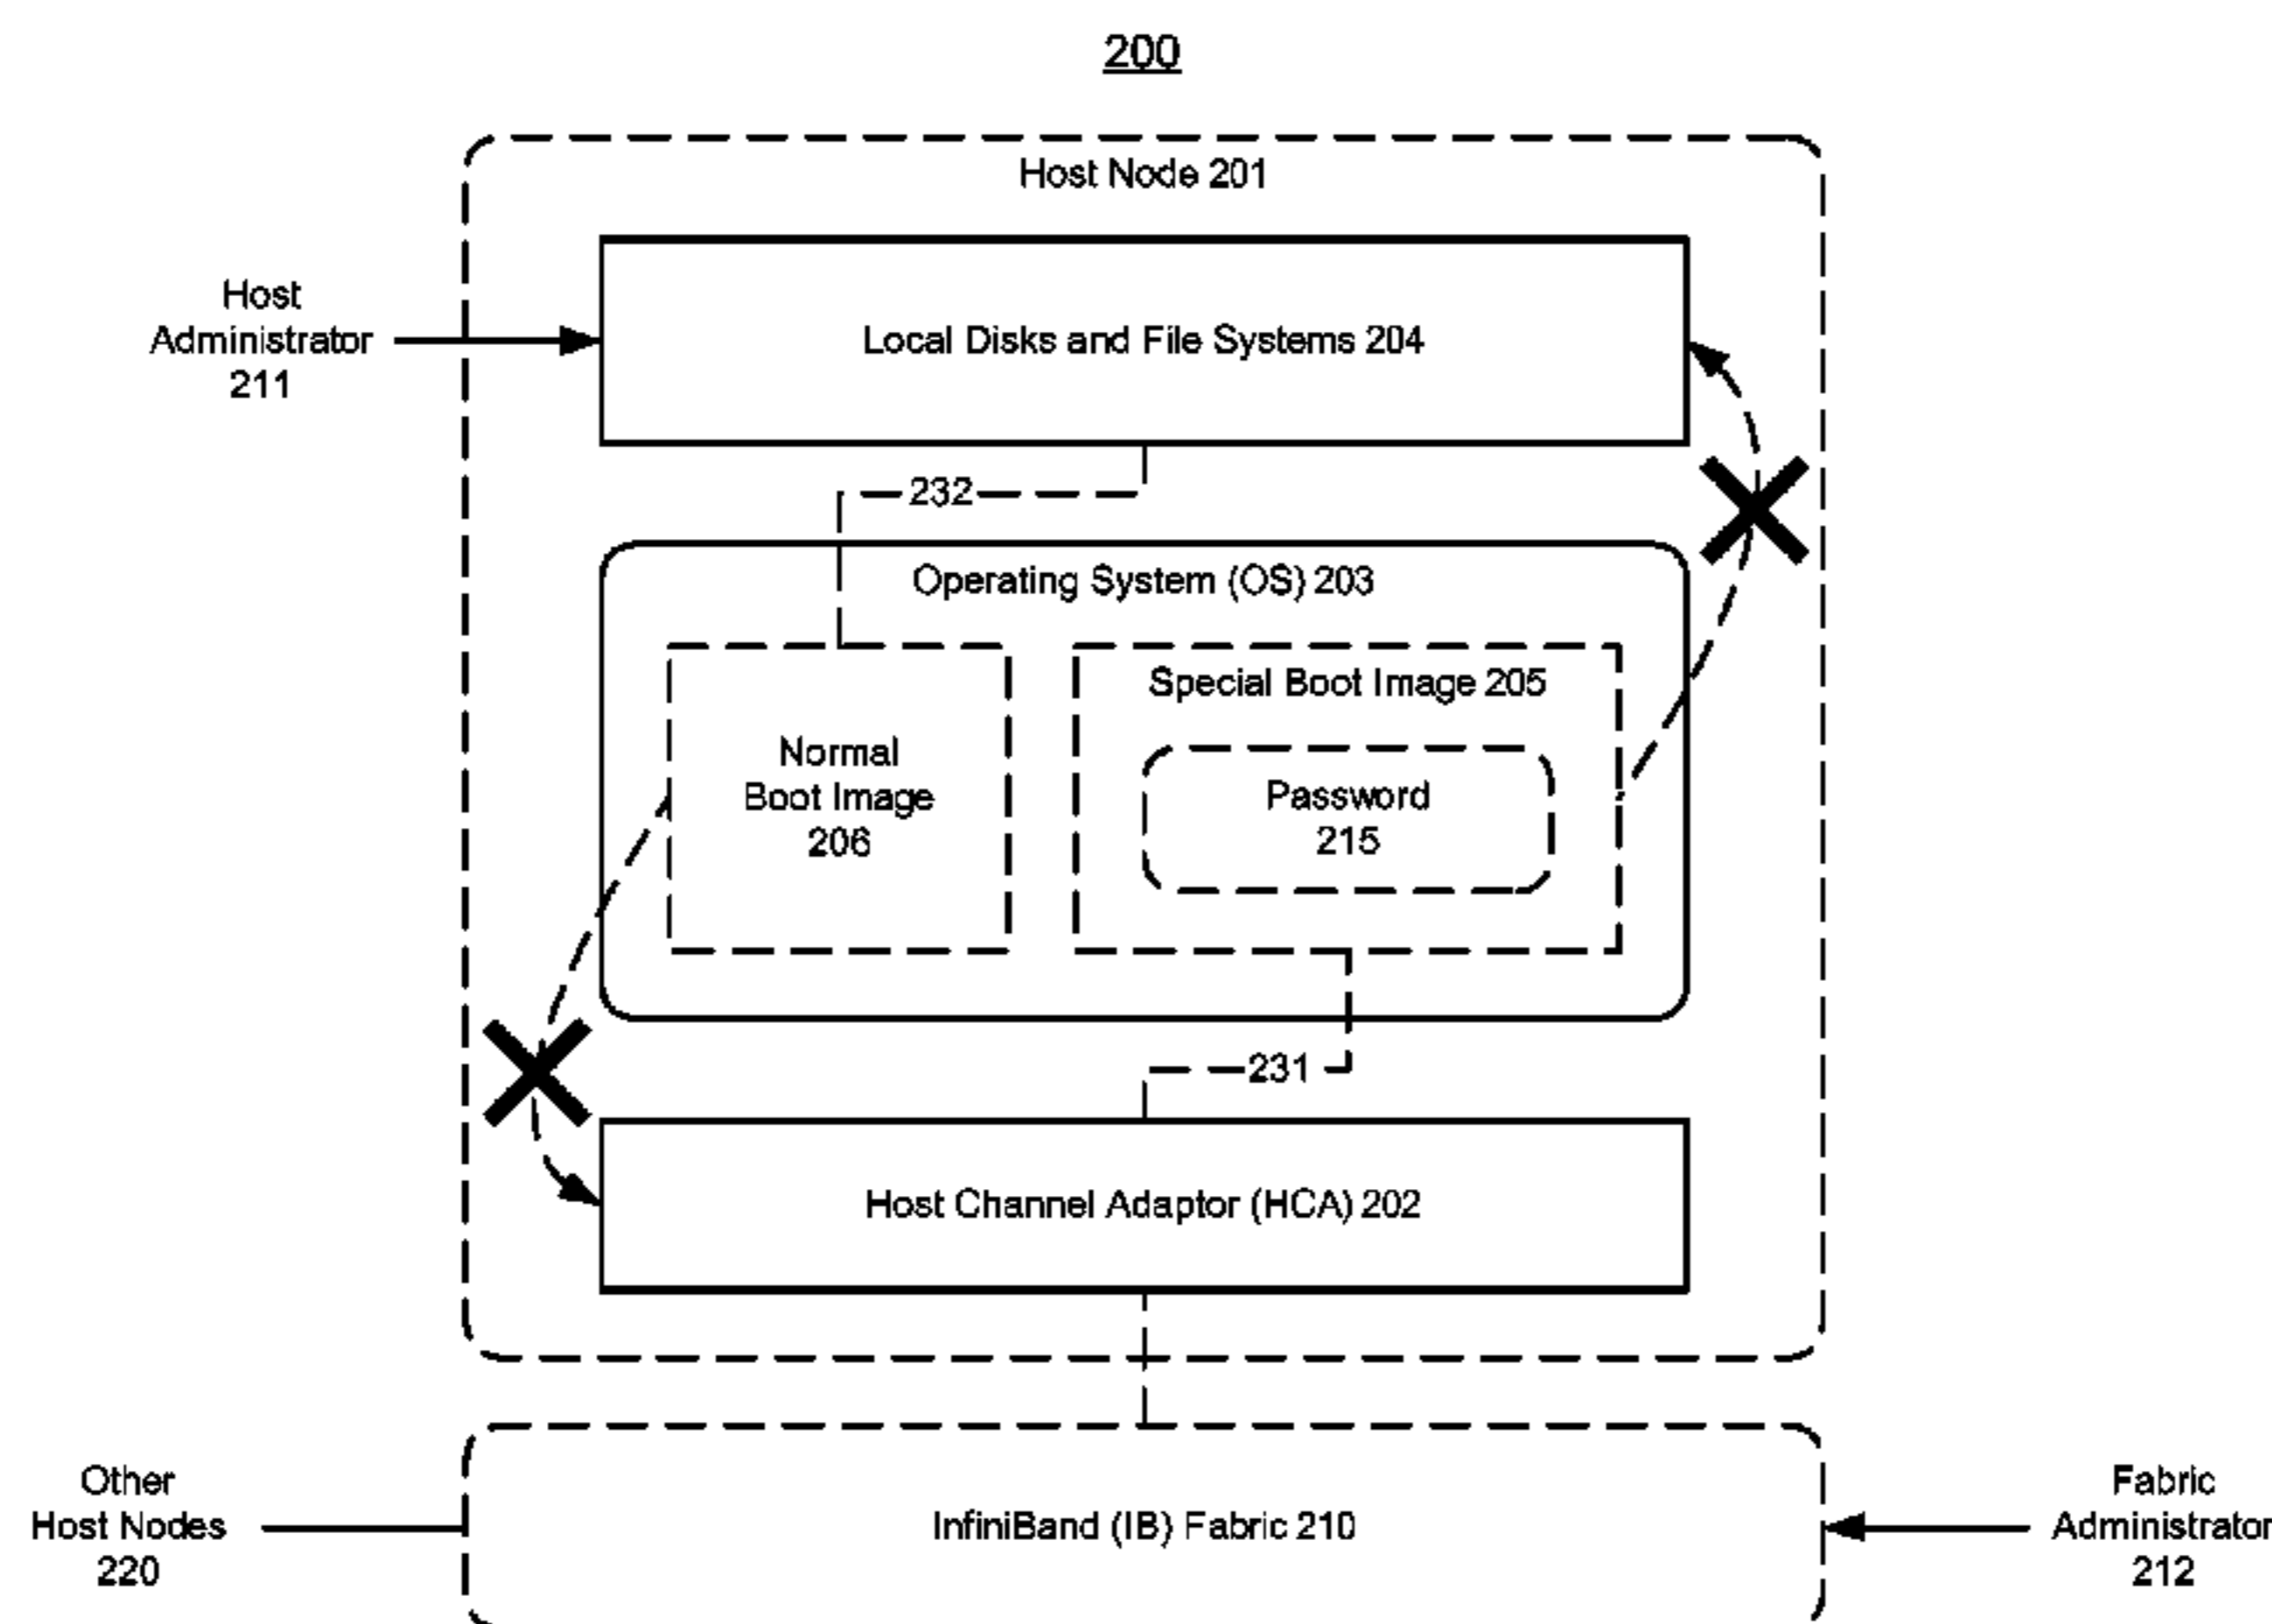 200
Host Node 201
Host
Administrator
211
Local Disks and File Systems 204
232
Operating System (OS) 203
Normal
Boot Image
206
Special Boot Image 205
Password
215
231
Host Channel Adaptor (HCA) 202
Other
Host Nodes
220
InfiniBand (IB) Fabric 210
Fabric
Administrator
212